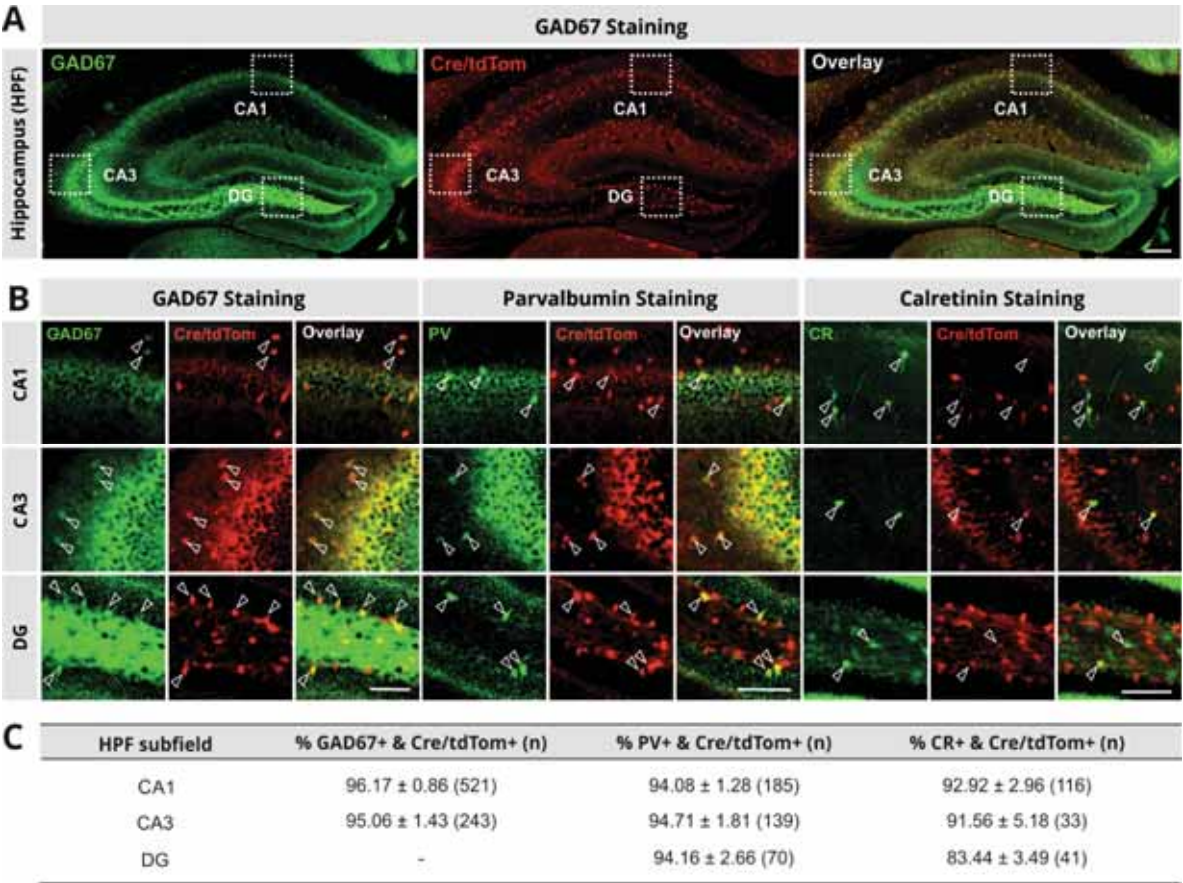 A
GAD67 Staining
Hippocampus (HPF)
GAD67
CA1
CA3
DG
Cre/tdTom
CA1
CA3
DG
Overlay
CA1
CA3
DG
B
GAD67 Staining
Parvalbumin Staining
Calretinin Staining
CA1
GAD67
Cre/tdTom
Overlay
PV
Cre/tdTom
Overlay
CR
Cre/tdTom
Overlay
CA3
DG
C
HPF subfield % GAD67+ & Cre/tdTom+ (n) % PV+ & Cre/tdTom+ (n) % CR+ & Cre/tdTom+ (n)
CA1 96.17 ± 0.86 (521) 94.08 ± 1.28 (185) 92.92 ± 2.96 (116)
CA3 95.06 ± 1.43 (243) 94.71 ± 1.81 (139) 91.56 ± 5.18 (33)
DG - 94.16 ± 2.66 (70) 83.44 ± 3.49 (41)